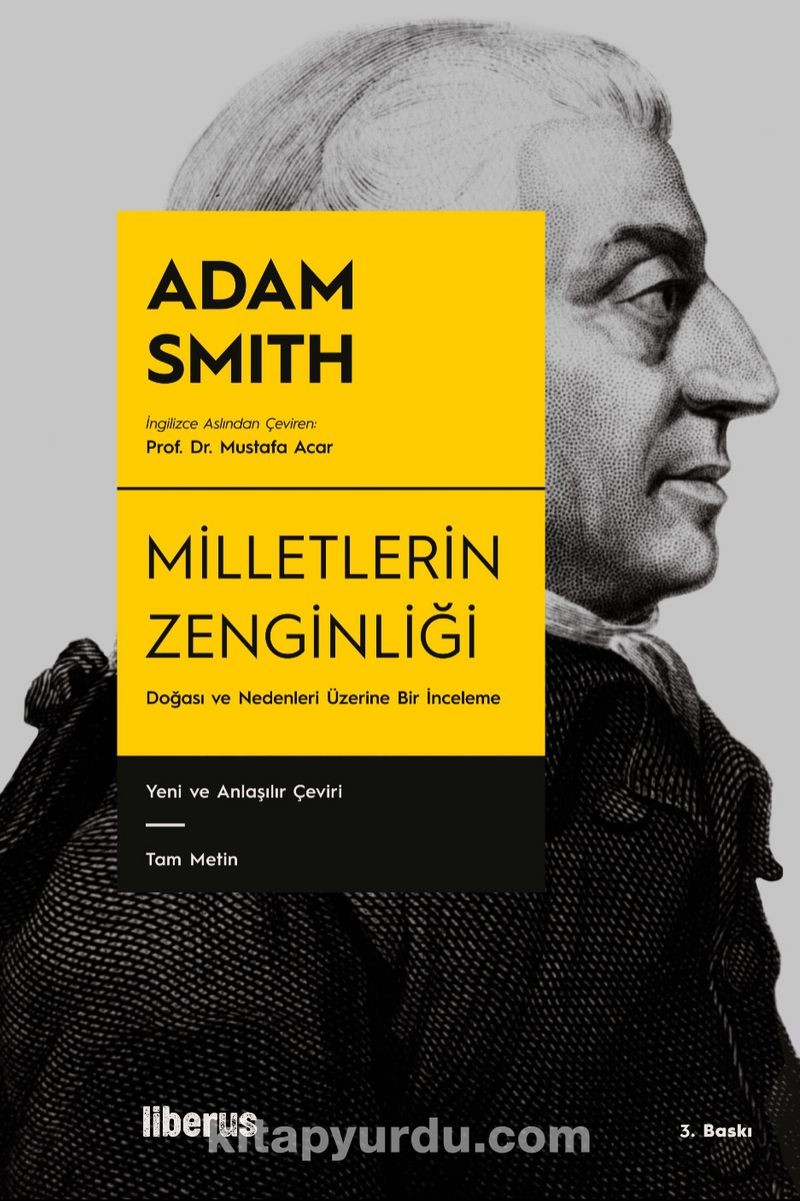 ADAM
SMITH
İngilizce Aslından Çeviren:
Prof. Dr. Mustafa Acar
MİLLETLERİN
ZENGİNLİĞİ
Doğası ve Nedenleri Üzerine Bir İnceleme
Yeni ve Anlaşılır Çeviri
Tam Metin
liberus
kitapyurdu.com
3. Baskı